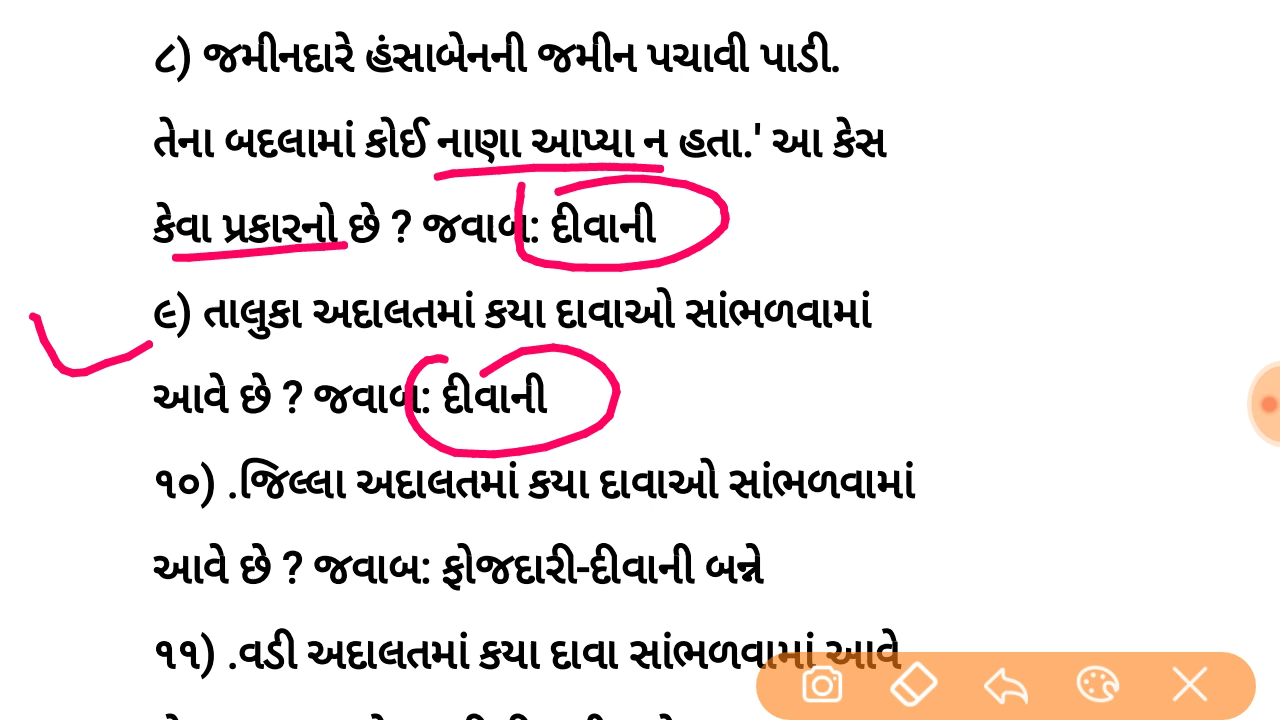 ૮) જમીનદારે હંસાબેનની જમીન પચાવી પાડી.
તેના બદલામાં કોઈ નાણા આપ્યા ન હતા.' આ કેસ
કેવા પ્રકારનો છે ? જવાબ: દીવાની
૯) તાલુકા અદાલતમાં કયા દાવાઓ સાંભળવામાં
આવે છે ? જવાબ: દીવાની
૧૦) .જિલ્લા અદાલતમાં કયા દાવાઓ સાંભળવામાં
આવે છે ? જવાબ: ફોજદારી-દીવાની બન્ને
૧૧) .વડી અદાલતમાં કયા દાવા સાંભળવામાં આવે